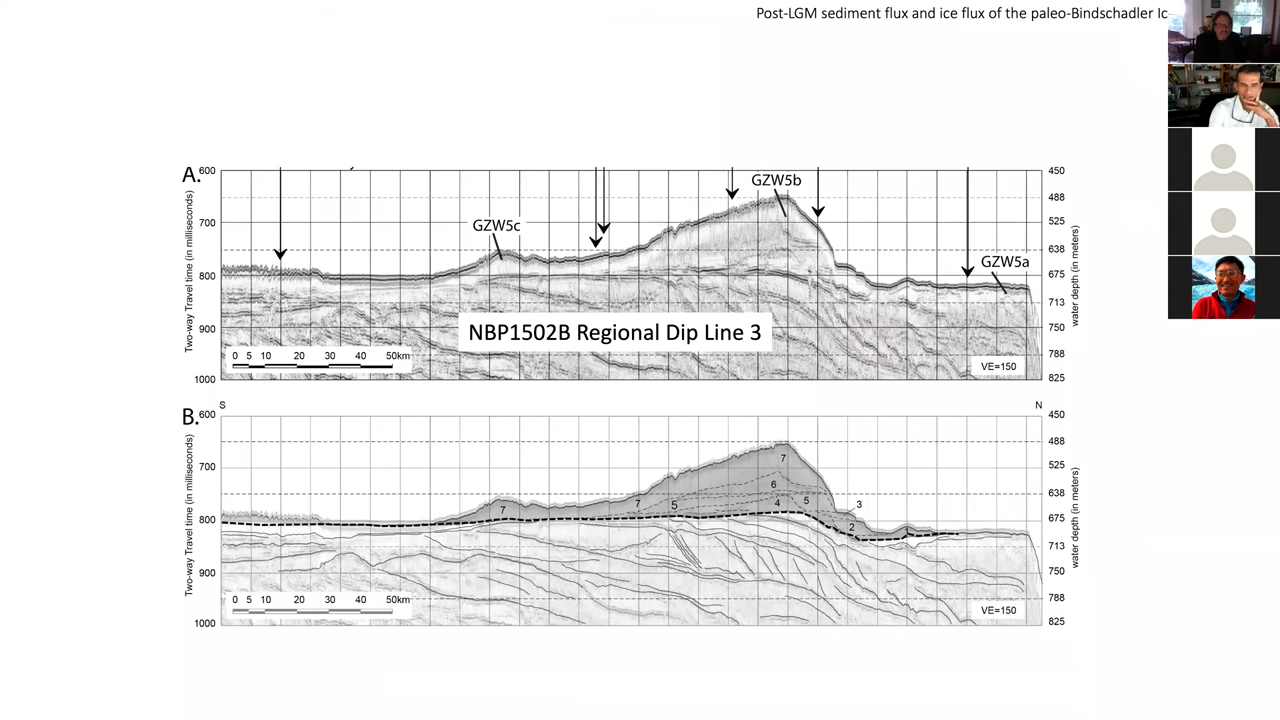 Post-LGM sediment flux and ice flux of the paleo-Bindschadler Ic
A.
600
700
800
900
1000
Two-way Travel time (in milliseconds)
GZW5c
GZW5b
GZW5a
450
488
525
638
675
713
750
788
825
water depth (in meters)
NBP1502B Regional Dip Line 3
0 5 10 20 30 40 50km
VE=150
B.
S
N
600
700
800
900
1000
Two-way Travel time (in milliseconds)
7
6
7
5
4
5
3
7
2
1
450
488
525
638
675
713
750
788
825
water depth (in meters)
0 5 10 20 30 40 50km
VE=150